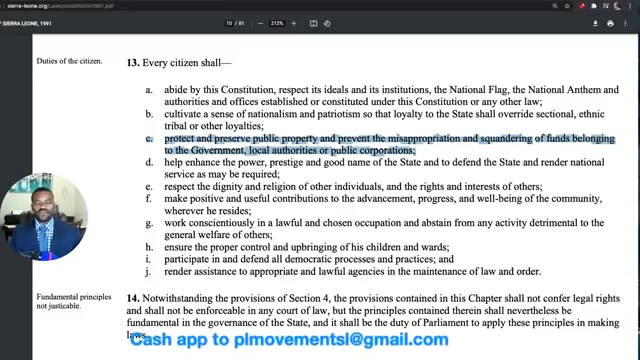 sierra-leone.org/Laws/constitution1991.pdf
OF SIERRA LEONE, 1991
10 / 81
212%
Duties of the citizen.
13. Every citizen shall—
a. abide by this Constitution, respect its ideals and its institutions, the National Flag, the National Anthem and
authorities and offices established or constituted under this Constitution or any other law;
b. cultivate a sense of nationalism and patriotism so that loyalty to the State shall override sectional, ethnic
tribal or other loyalties;
c. protect and preserve public property and prevent the misappropriation and squandering of funds belonging
to the Government, local authorities or public corporations;
d. help enhance the power, prestige and good name of the State and to defend the State and render national
service as may be required;
e. respect the dignity and religion of other individuals, and the rights and interests of others;
f. make positive and useful contributions to the advancement, progress, and well-being of the community,
wherever he resides;
g. work conscientiously in a lawful and chosen occupation and abstain from any activity detrimental to the
general welfare of others;
h. ensure the proper control and upbringing of his children and wards;
i. participate in and defend all democratic processes and practices; and
j. render assistance to appropriate and lawful agencies in the maintenance of law and order.
Fundamental principles
not justicable.
14. Notwithstanding the provisions of Section 4, the provisions contained in this Chapter shall not confer legal rights
and shall not be enforceable in any court of law, but the principles contained therein shall nevertheless be
fundamental in the governance of the State, and it shall be the duty of Parliament to apply these principles in making
laws.
Cash app to plmovementsl@gmail.com